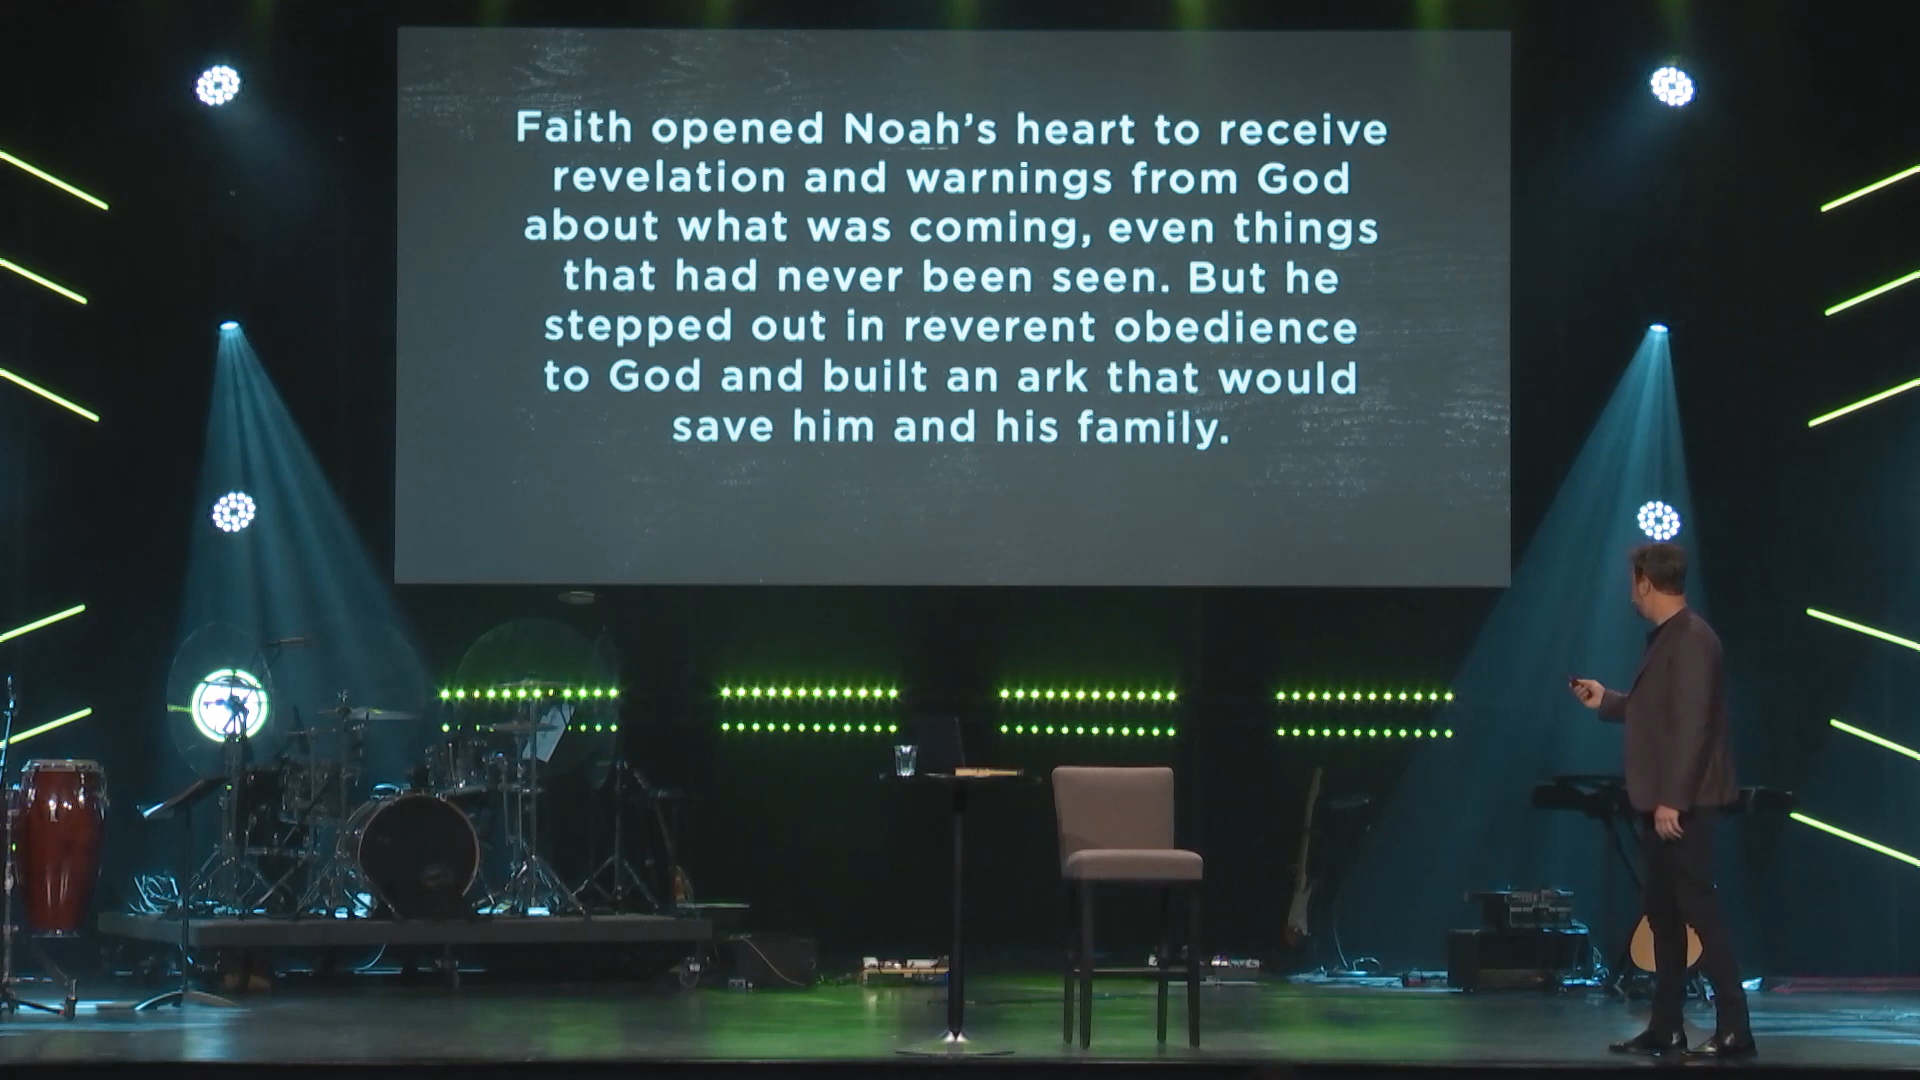 Faith opened Noah’s heart to receive
revelation and warnings from God
about what was coming, even things
that had never been seen. But he
stepped out in reverent obedience
to God and built an ark that would
save him and his family.